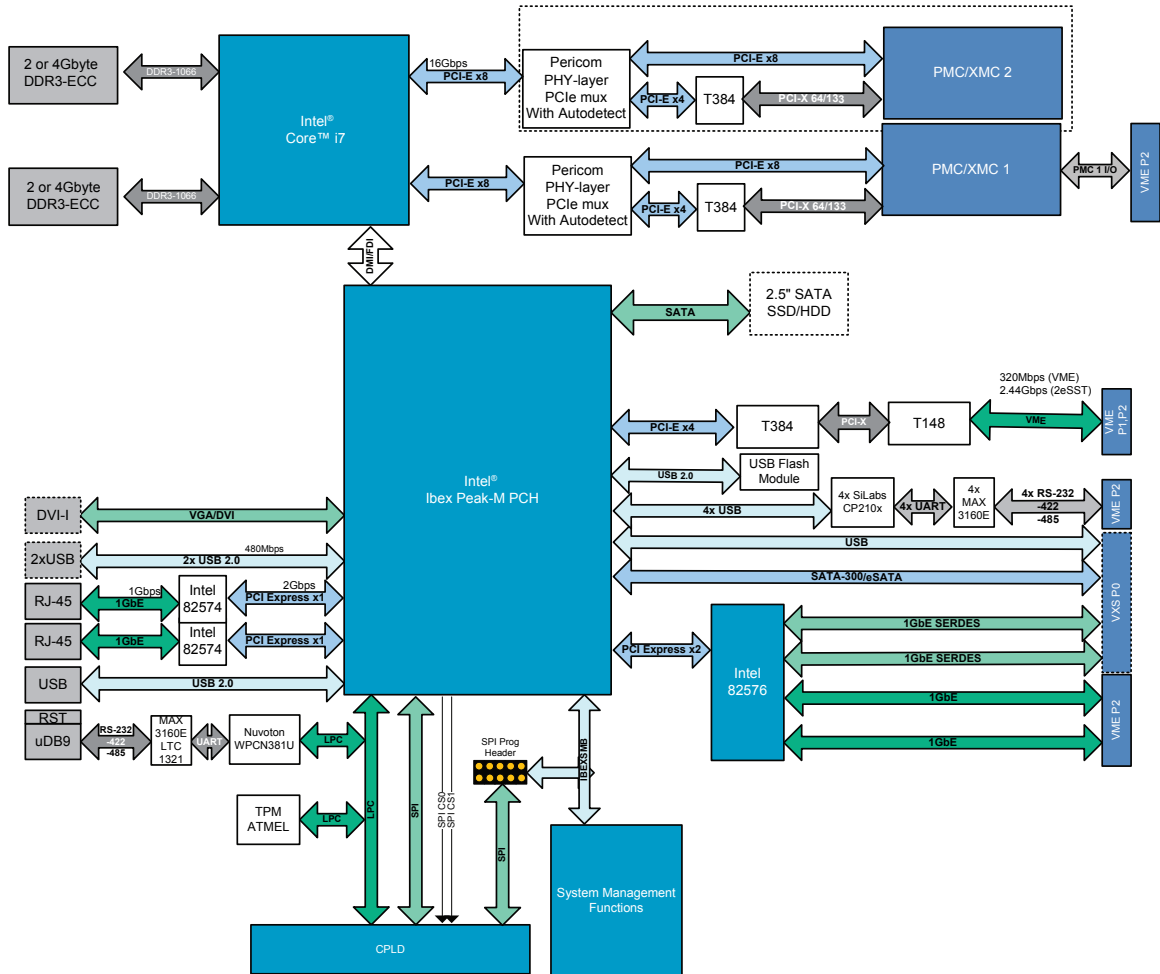 2 or 4Gbyte
DDR3-ECC
DDR3-1066
Intel®
Core™ i7
16Gbps
PCI-E x8
Pericom
PHY-layer
PCIe mux
With Autodetect
PCI-E x8
PCI-E x4
T384
PCI-X 64/133
PMC/XMC 2
2 or 4Gbyte
DDR3-ECC
DDR3-1066
PCI-E x8
Pericom
PHY-layer
PCIe mux
With Autodetect
PCI-E x8
PCI-E x4
T384
PCI-X 64/133
PMC/XMC 1
PMC 1 I/O
VME P2
DMI/FDI
Intel®
Ibex Peak-M PCH
SATA
2.5" SATA
SSD/HDD
PCI-E x4
T384
PCI-X
T148
320Mbps (VME)
2.44Gbps (2eSST)
VME
VME
P1,P2
USB 2.0
USB Flash
Module
4x USB
4x SiLabs
CP210x
4x UART
4x
MAX
3160E
4x RS-232
-422
-485
VME P2
USB
SATA-300/eSATA
VXS P0
PCI Express x2
Intel
82576
1GbE SERDES
1GbE SERDES
1GbE
1GbE
VME P2
DVI-I
VGA/DVI
2xUSB
480Mbps
2x USB 2.0
RJ-45
1Gbps
1GbE
Intel
82574
2Gbps
PCI Express x1
RJ-45
1GbE
Intel
82574
PCI Express x1
USB
USB 2.0
RST
uDB9
RS-232
-422
-485
MAX
3160E
LTC
1321
UART
Nuvoton
WPCN381U
LPC
TPM
ATMEL
LPC
LPC
SPI
SPI CS0
SPI CS1
SPI Prog
Header
SPI
IBEXSMB
System Management
Functions
CPLD